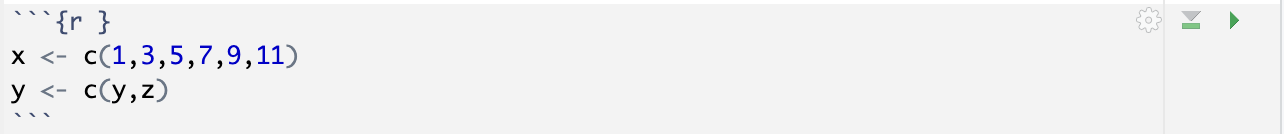 ```{r }
x <- c(1,3,5,7,9,11)
y <- c(y,z)
```